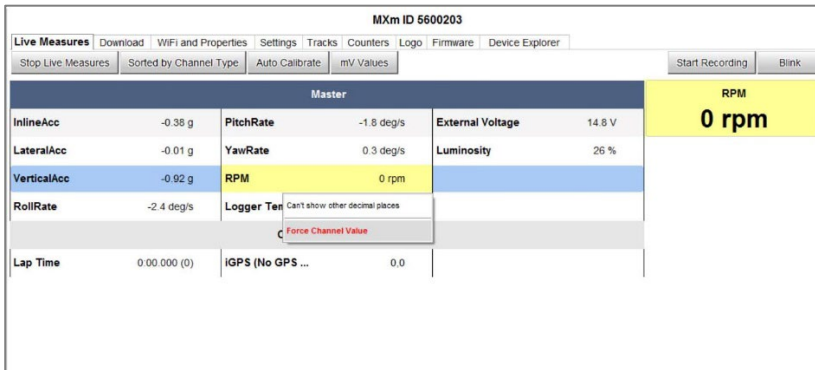 MXm ID 5600203
Live Measures Download WiFi and Properties Settings Tracks Counters Logo Firmware Device Explorer
Stop Live Measures Sorted by Channel Type Auto Calibrate mV Values Start Recording Blink
Master
RPM
0 rpm
InlineAcc -0.38 g PitchRate -1.8 deg/s External Voltage 14.8 V
LateralAcc -0.01 g YawRate 0.3 deg/s Luminosity 26 %
VerticalAcc -0.92 g RPM 0 rpm
RollRate -2.4 deg/s Logger Tem
Can't show other decimal places
Force Channel Value
Lap Time 0:00.000 (0) iGPS (No GPS ... 0,0